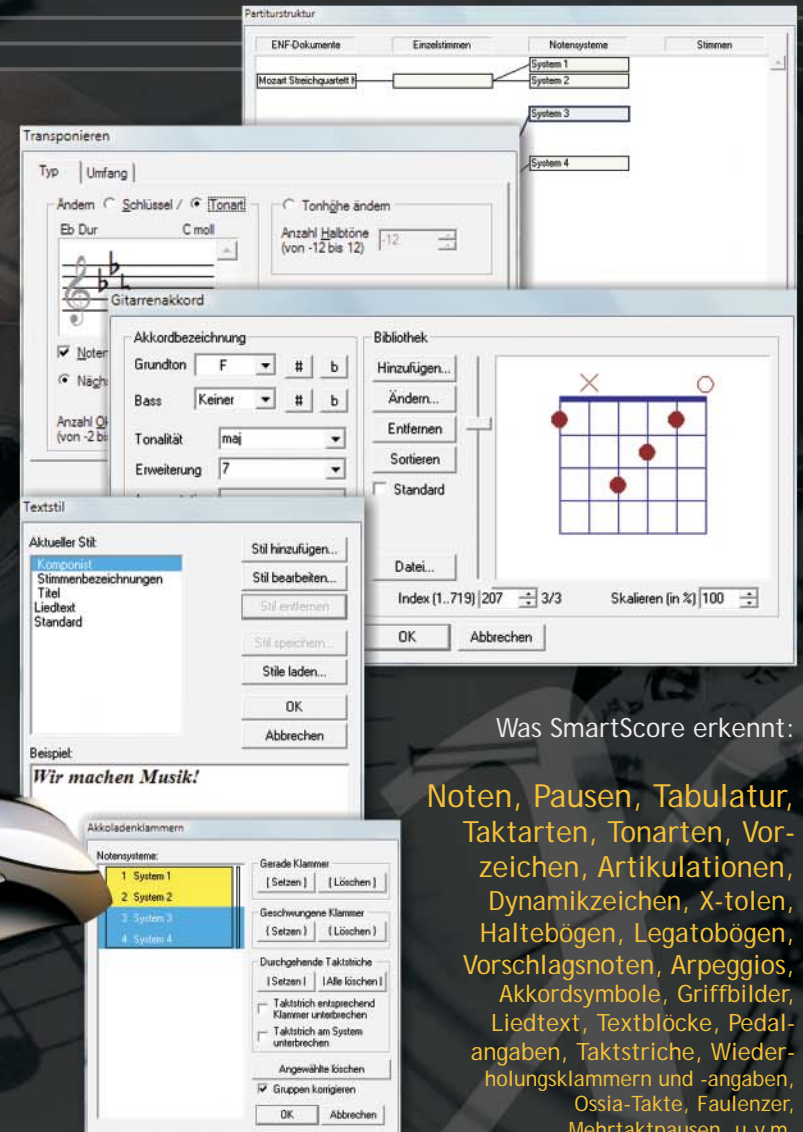 Partiturstruktur
ENF-Dokumente Einzelstimmen Notensysteme Stimmen
Mozart Streichquartett
System 1
System 2
System 3
System 4
Transponieren
Typ Umfang
Ändern Schlüssel / Tonart
Eb Dur C moll
Tonhöhe ändern
Anzahl Halbtöne
(von -12 bis 12) -12
Noten
Anzahl
(von -2
Gitarrenakkord
Akkordbezeichnung
Grundton F # b
Bass Keiner # b
Tonalität maj
Erweiterung 7
Bibliothek
Hinzufügen...
Ändern...
Entfernen
Sortieren
Standard
Datei...
Index (1..719) 207 3/3 Skalieren (in %) 100
OK Abbrechen
Textstil
Aktueller Stil:
Komponist
Stimmenbezeichnungen
Titel
Liedtext
Standard
Stil hinzufügen...
Stil bearbeiten...
Stil entfernen
Stil speichern...
Stile laden...
OK
Abbrechen
Beispiel:
Wir machen Musik!
Akkoladenklammern
Notensysteme:
1 System 1
2 System 2
3 System 3
4 System 4
Gerade Klammer
[ Setzen ] [ Löschen ]
Geschwungene Klammer
{ Setzen } { Löschen }
Durchgehende Taktstriche
| Setzen | | Alle löschen |
Taktstrich entsprechend
Klammer unterbrechen
Taktstrich am System
unterbrechen
Angewählte löschen
Gruppen korrigieren
OK Abbrechen
Was SmartScore erkennt:
Noten, Pausen, Tabulatur,
Taktarten, Tonarten, Vor-
zeichen, Artikulationen,
Dynamikzeichen, X-tolen,
Haltebögen, Legatobögen,
Vorschlagsnoten, Arpeggios,
Akkordsymbole, Griffbilder,
Liedtext, Textblöcke, Pedal-
angaben, Taktstriche, Wieder-
holungsklammern und -angaben,
Ossia-Takte, Faulenzer,
Mehrtaktpausen, u.v.m.